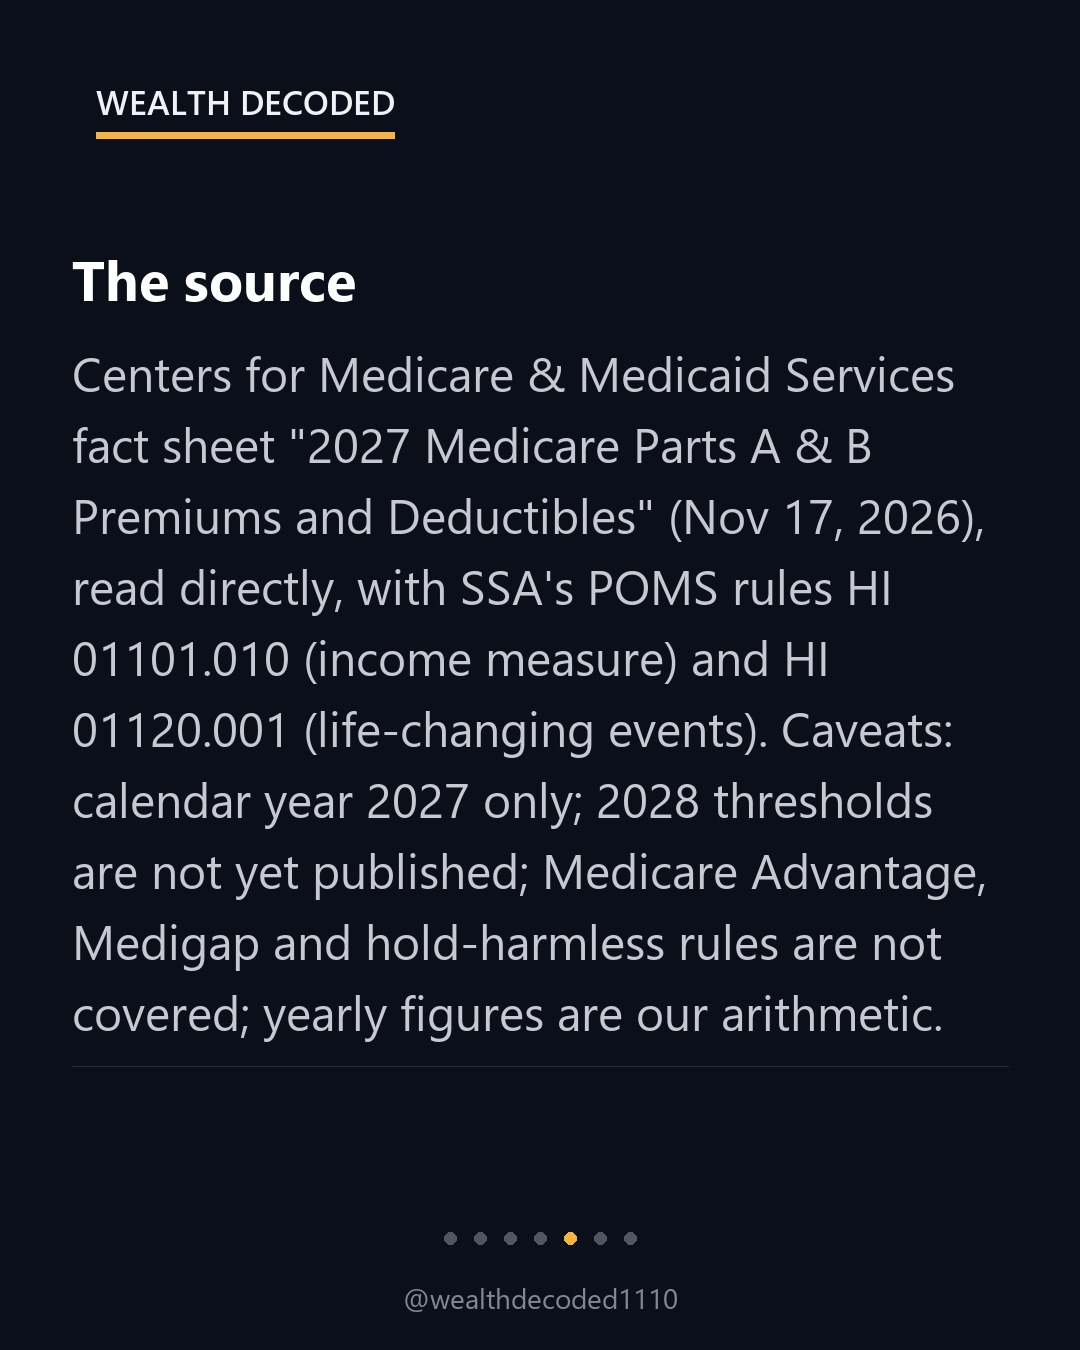 WEALTH DECODED
The source
Centers for Medicare & Medicaid Services
fact sheet "2027 Medicare Parts A & B
Premiums and Deductibles" (Nov 17, 2026),
read directly, with SSA's POMS rules HI
01101.010 (income measure) and HI
01120.001 (life-changing events). Caveats:
calendar year 2027 only; 2028 thresholds
are not yet published; Medicare Advantage,
Medigap and hold-harmless rules are not
covered; yearly figures are our arithmetic.
@wealthdecoded1110